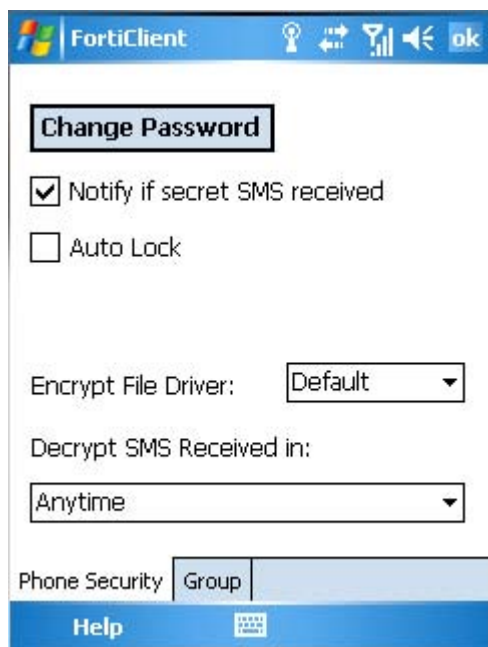 FortiClient ok
Change Password
Notify if secret SMS received
Auto Lock
Encrypt File Driver: Default
Decrypt SMS Received in:
Anytime
Phone Security Group
Help